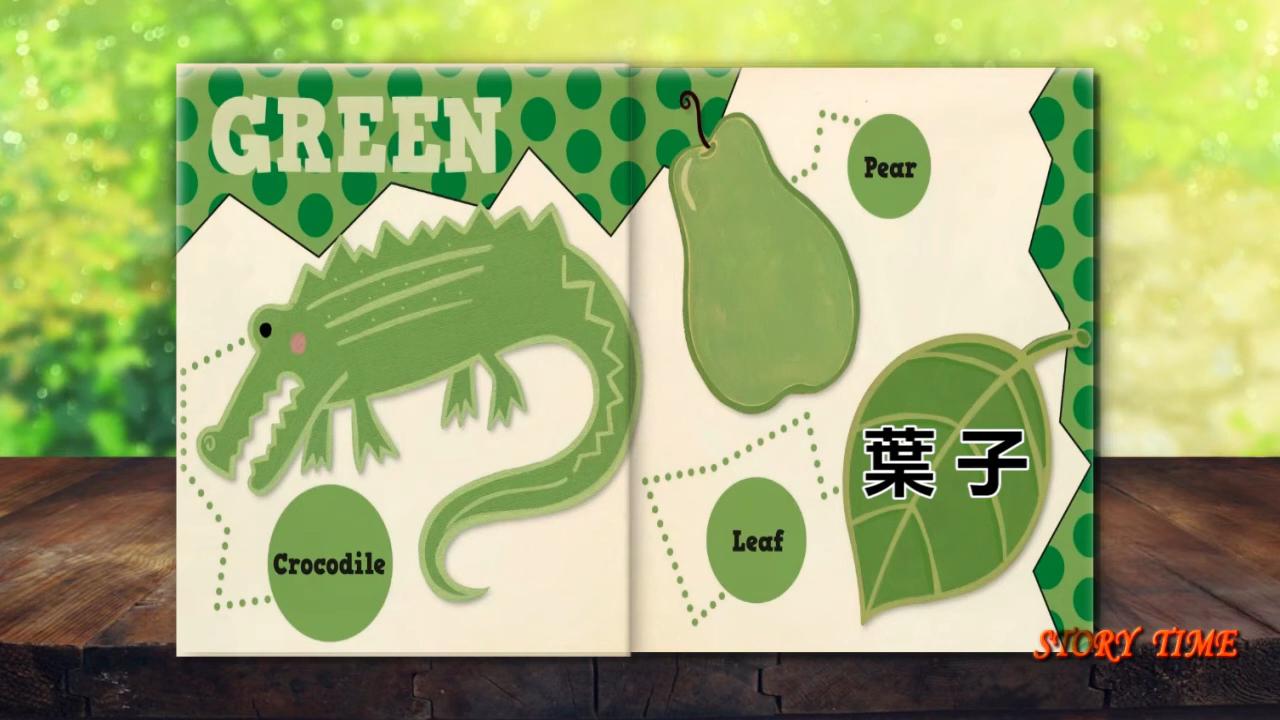 GREEN
Crocodile
Pear
Leaf
葉子
STORY TIME